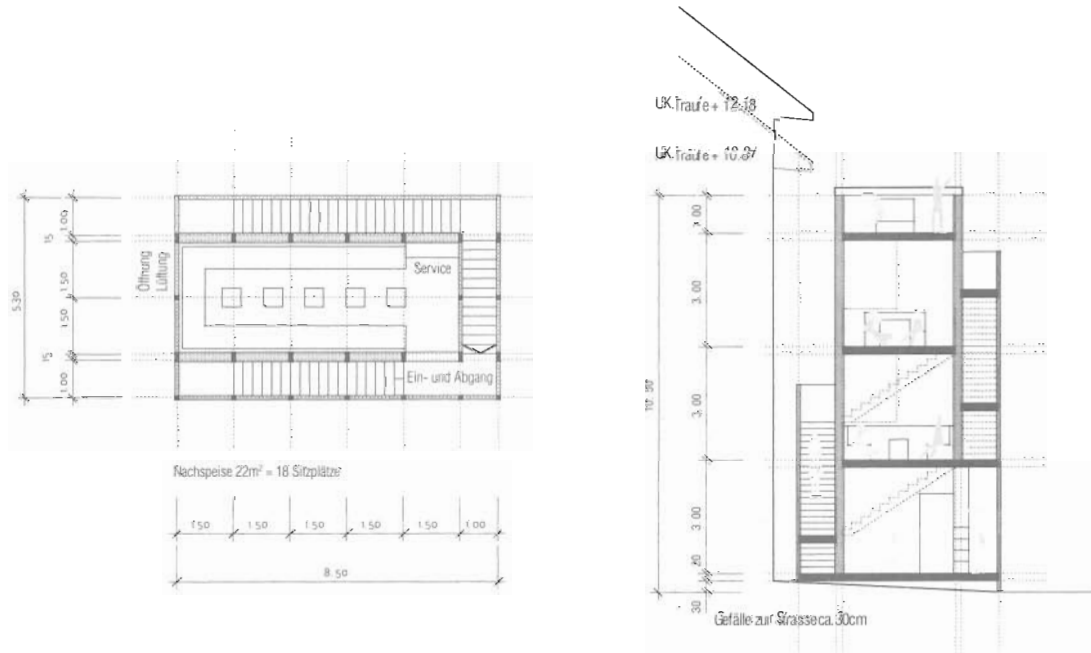 5.30
1.00
15
1.50
1.50
15
1.00
Öffnung
Lüftung
Service
Ein- und Abgang
Nachspeise 22m² = 18 Sitzplätze
1.50 1.50 1.50 1.50 1.50 1.00
8.50
UK.Traufe + 12.18
UK.Traufe + 10.87
1.00
3.00
3.00
3.00
20
30
Gefälle zur Strasse ca. 30cm